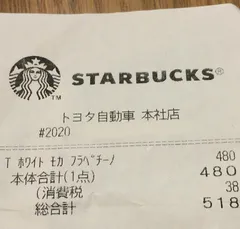 STARBUCKS®
TM
トヨタ自動車 本社店
#2020
T ﾎﾜｲﾄ ﾓｶ ﾌﾗﾍﾟﾁｰﾉ 480
本体合計(1点) 480
(消費税 38
総合計 518